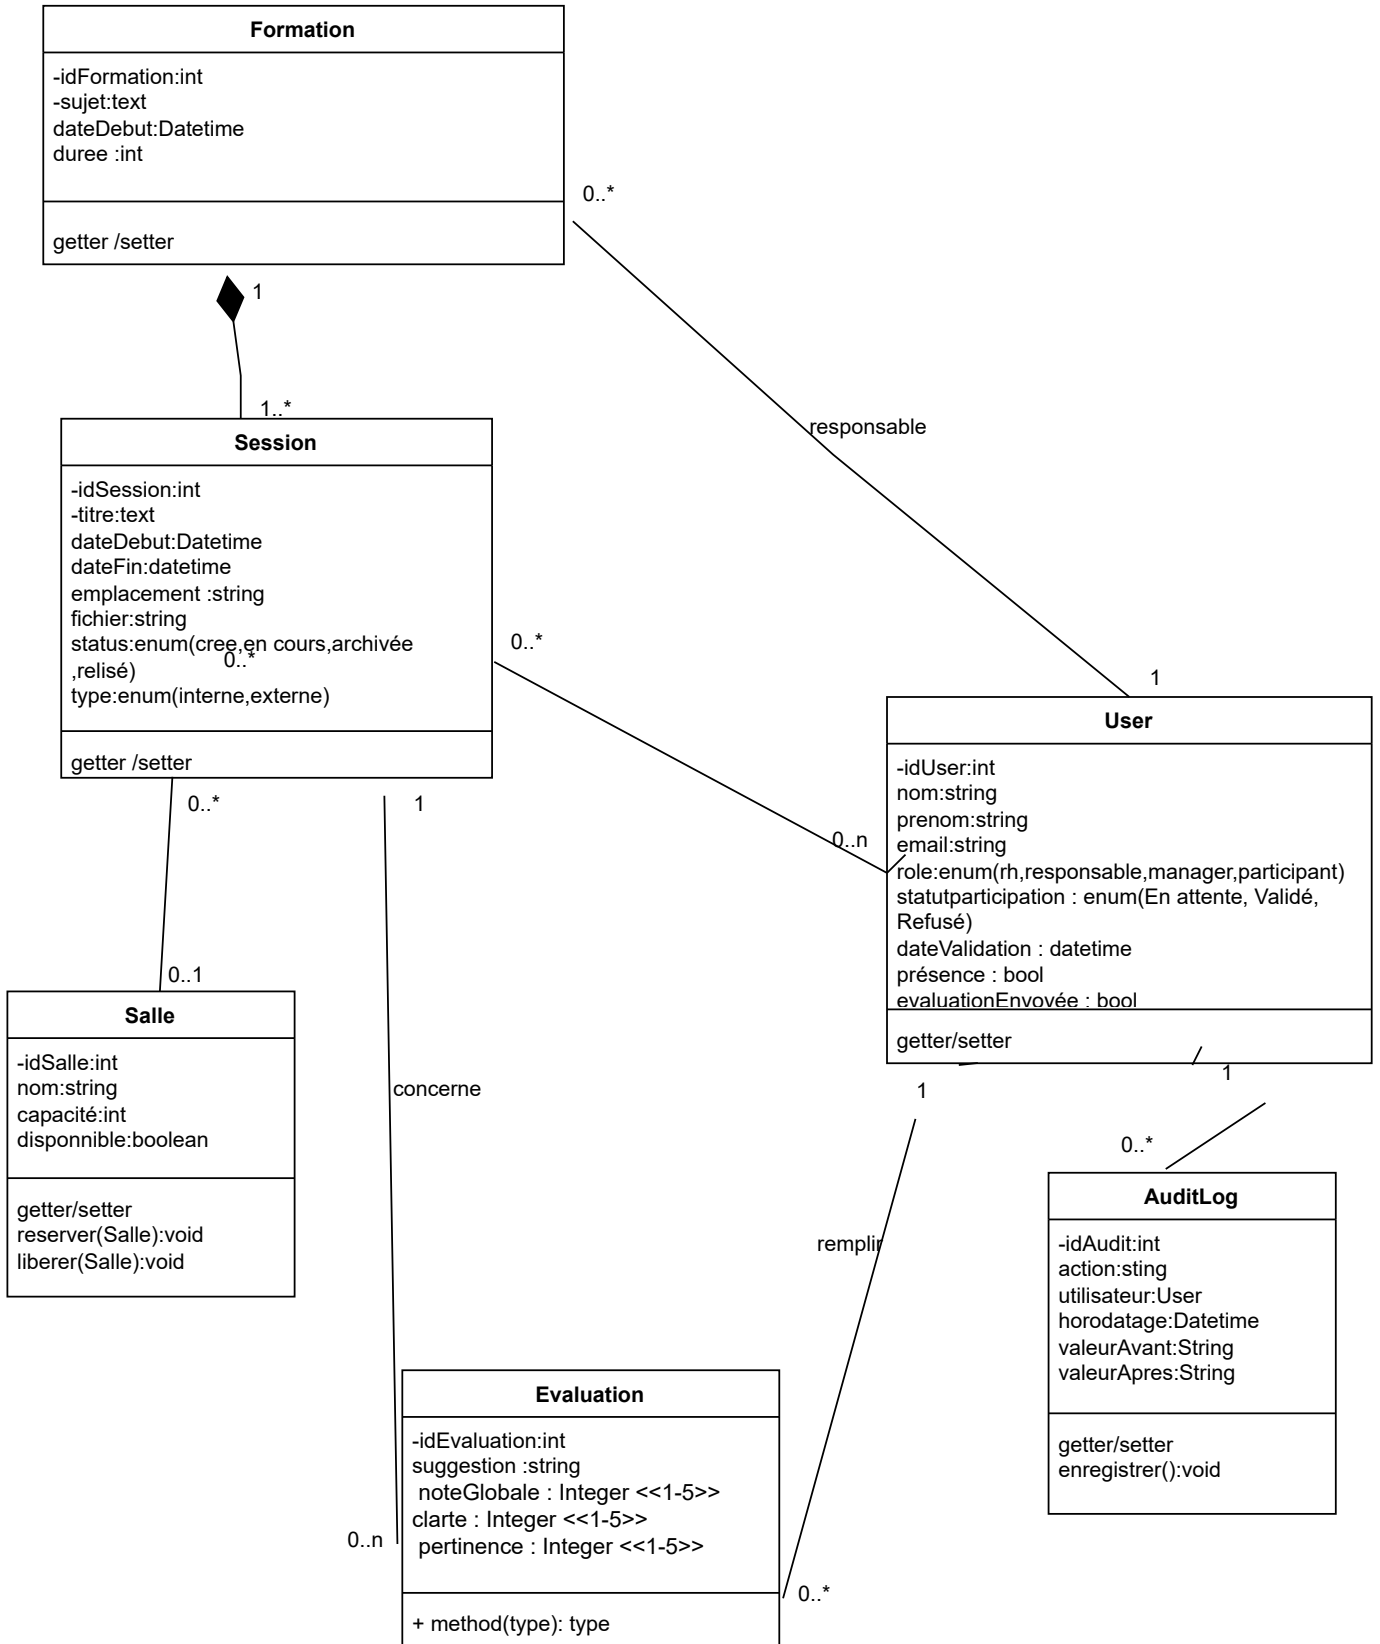 Formation
-idFormation:int
-sujet:text
dateDebut:Datetime
duree :int
getter /setter
0..*
1
responsable
1..*
Session
-idSession:int
-titre:text
dateDebut:Datetime
dateFin:datetime
emplacement :string
fichier:string
status:enum(cree,en cours,archivée
,relisé)
0..*
type:enum(interne,externe)
getter /setter
0..*
1
User
-idUser:int
nom:string
prenom:string
email:string
role:enum(rh,responsable,manager,participant)
statutparticipation : enum(En attente, Validé,
Refusé)
dateValidation : datetime
présence : bool
evaluationEnvoyée : bool
getter/setter
0..n
0..*
1
0..1
Salle
-idSalle:int
nom:string
capacité:int
disponnible:boolean
getter/setter
reserver(Salle):void
liberer(Salle):void
concerne
1
1
0..*
remplir
AuditLog
-idAudit:int
action:sting
utilisateur:User
horodatage:Datetime
valeurAvant:String
valeurApres:String
getter/setter
enregistrer():void
Evaluation
-idEvaluation:int
suggestion :string
noteGlobale : Integer <<1-5>>
clarte : Integer <<1-5>>
pertinence : Integer <<1-5>>
+ method(type): type
0..n
0..*